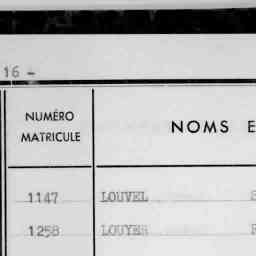 16 -
NUMÉRO
MATRICULE
NOMS E
1147 LOUVEL
1258 LOUYER